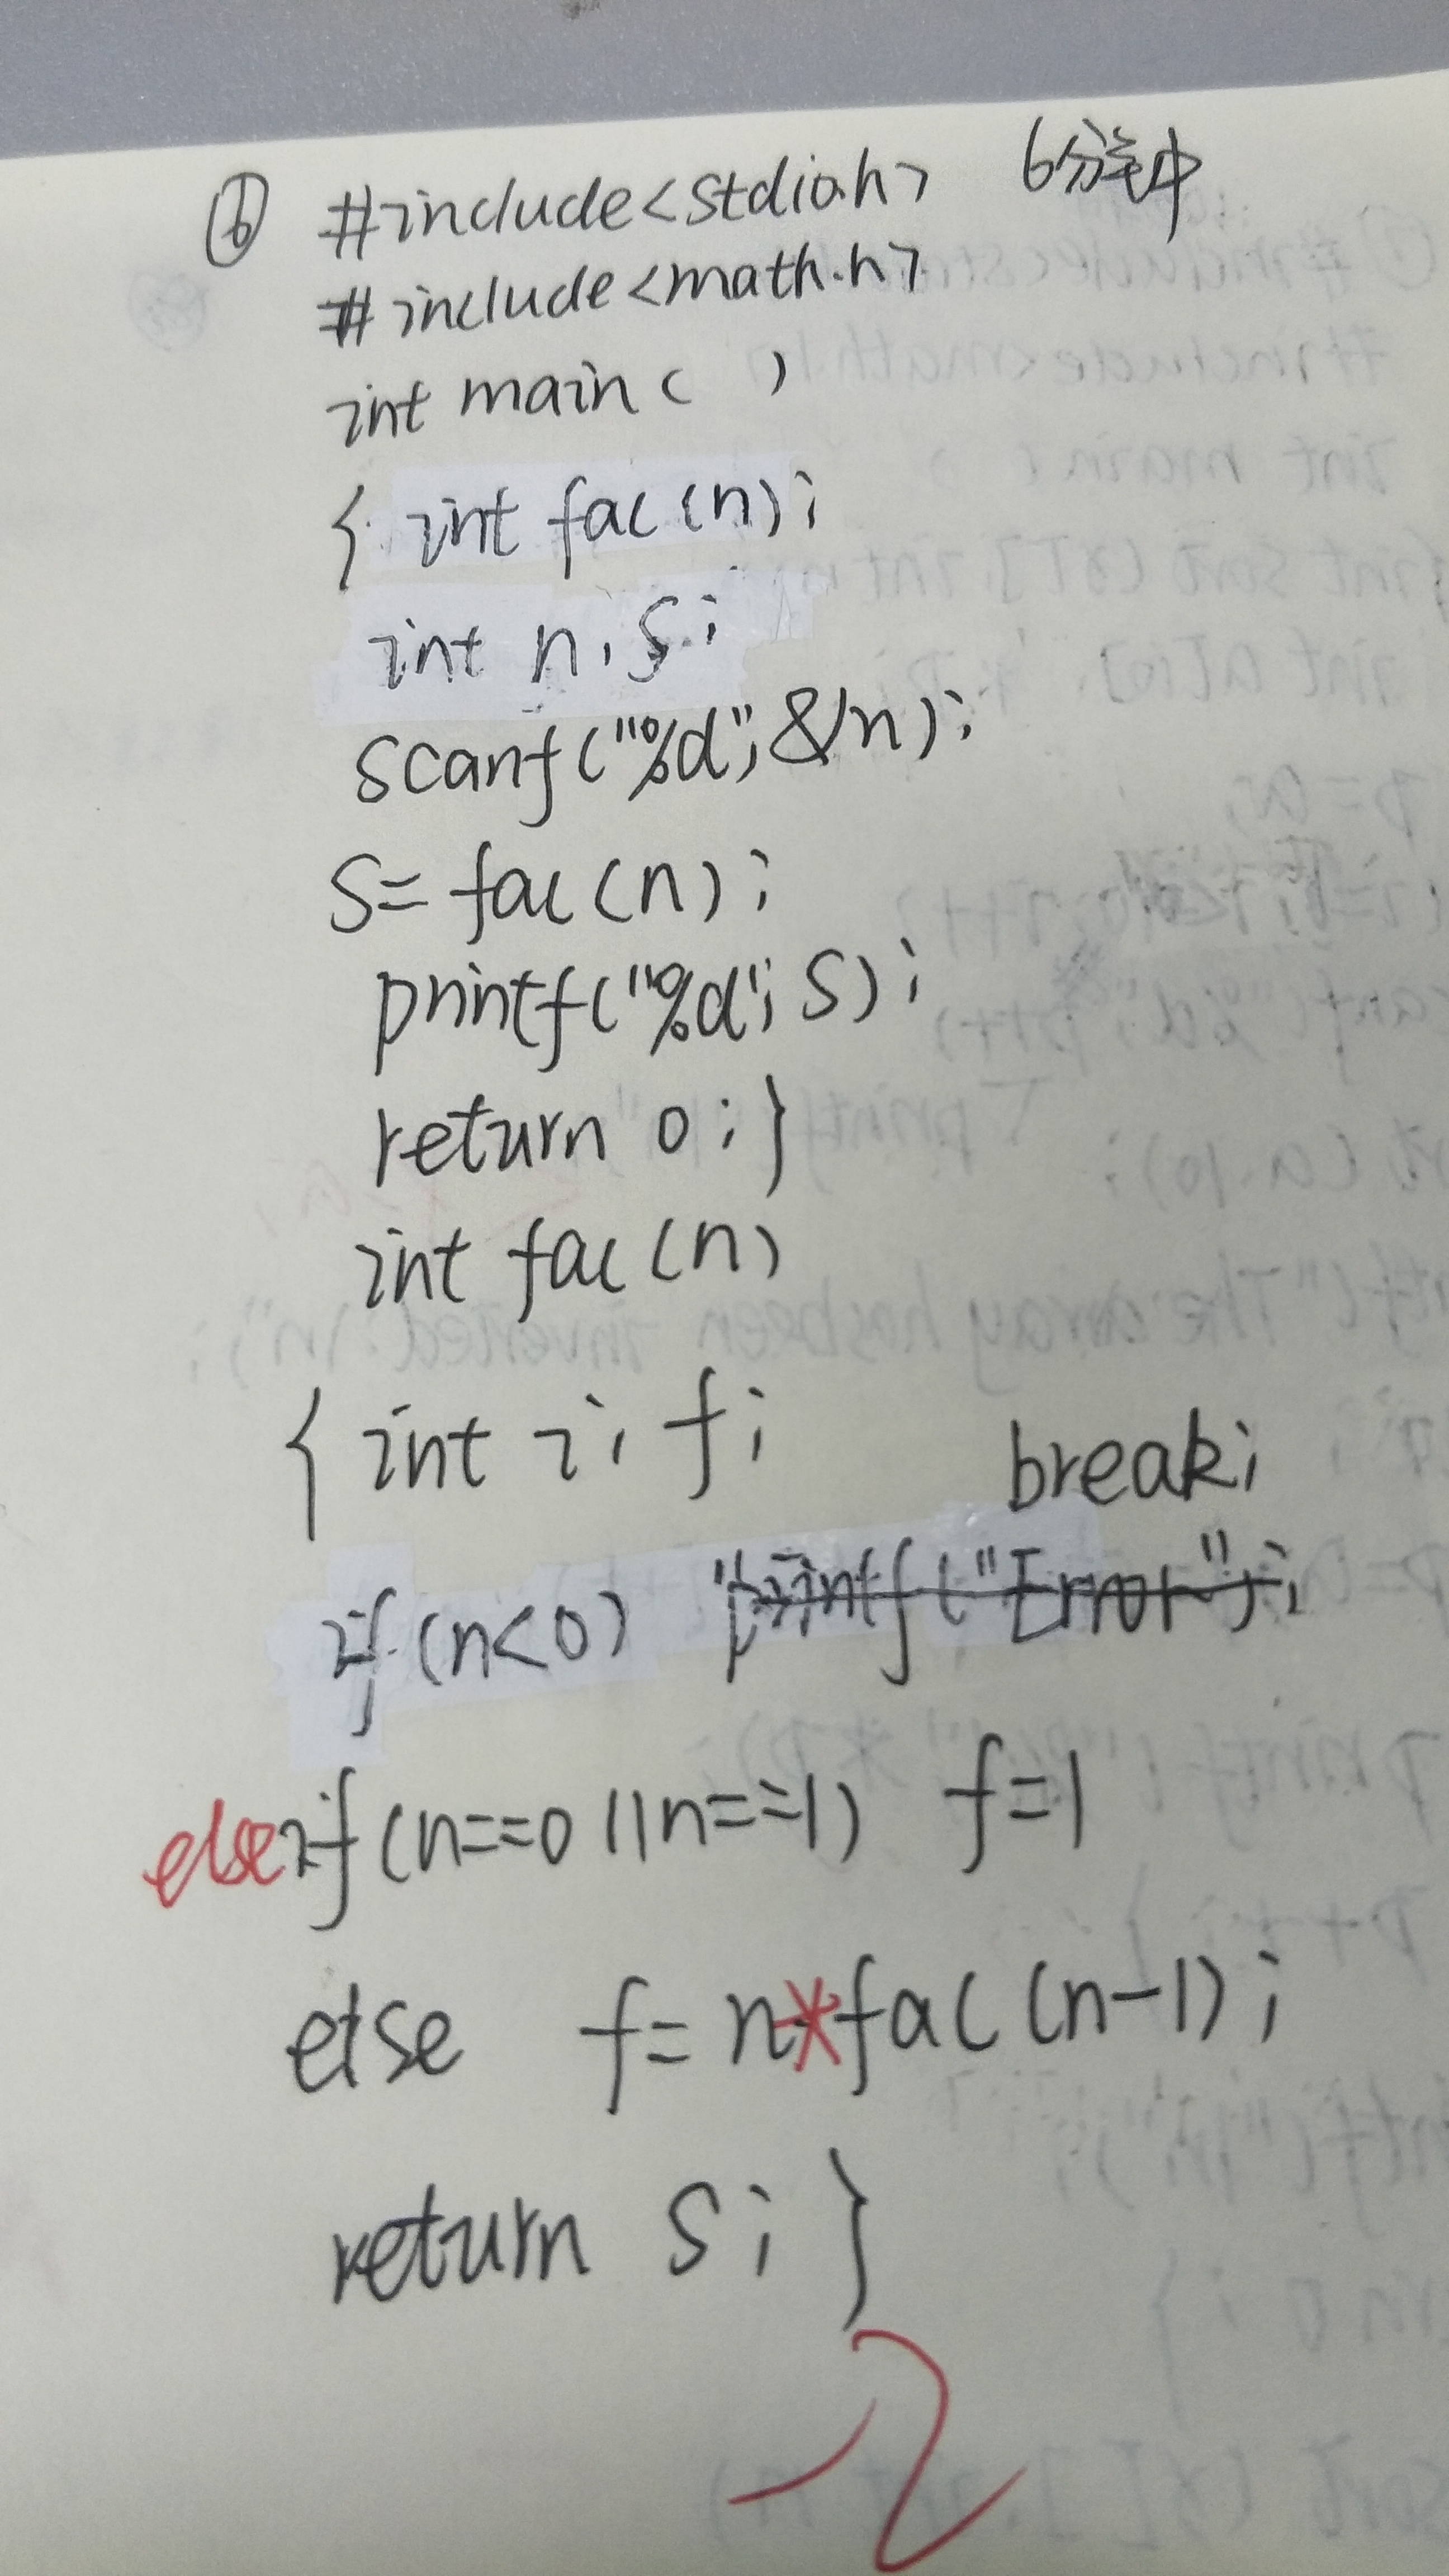 ⑥ #include<stdio.h> 6分钟
#include<math.h>
int main( )
{ int fac(n);
int n,s;
scanf("%d",&n);
s=fac(n);
printf("%d",s);
return 0;}
int fac(n)
{ int i,f;
break;
if(n<0) printf("Error");
else if(n==0||n==1) f=1
else f=n*fac(n-1);
return s;}
-2